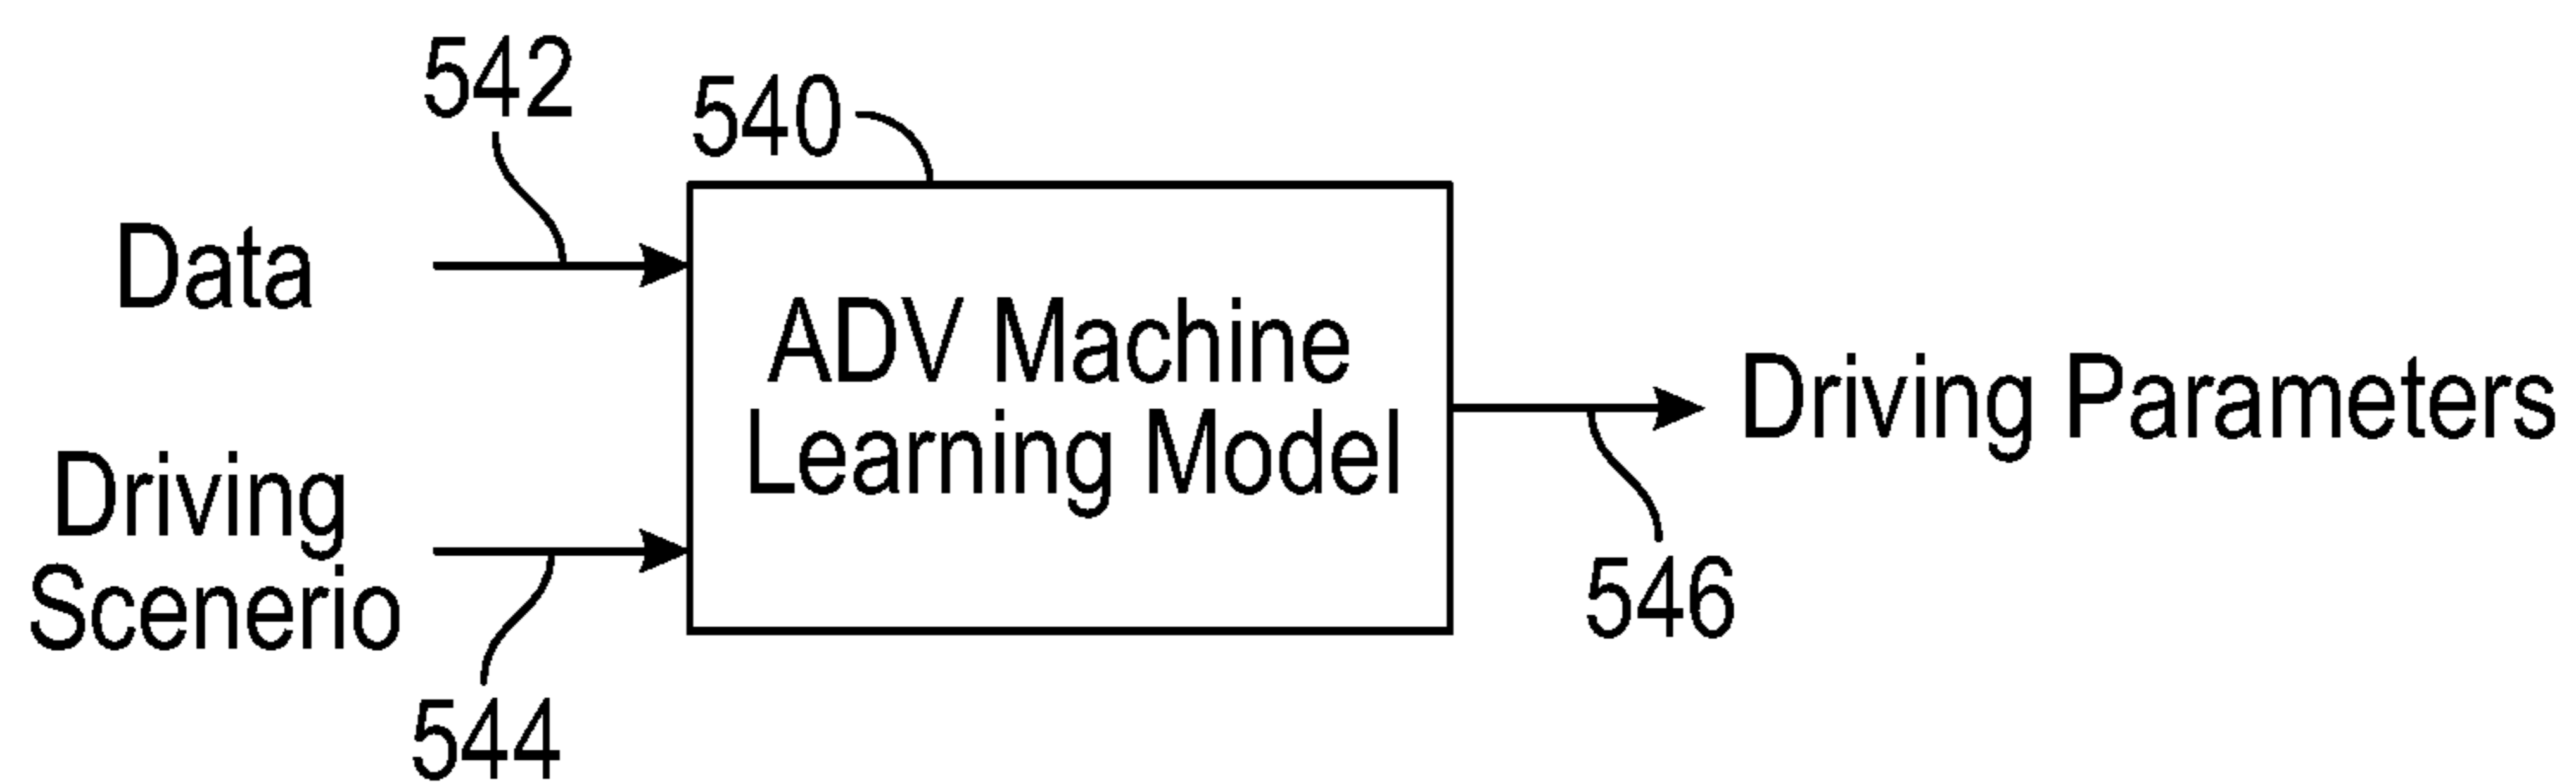 542
540
Data
ADV Machine
Learning Model
Driving Parameters
Driving
Scenerio
546
544